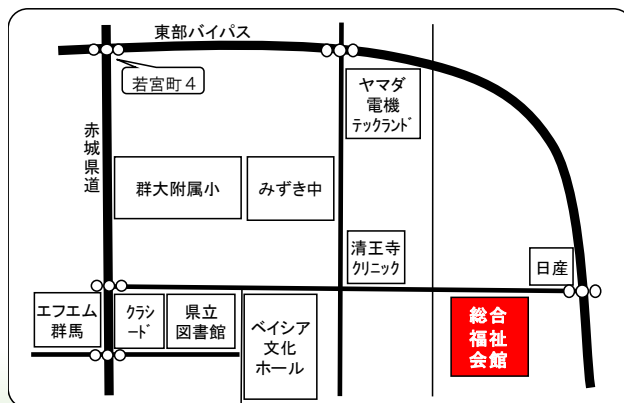 東部バイパス
若宮町４
ヤマダ
電機
ﾃｯｸﾗﾝﾄﾞ
赤城県道
群大附属小
みずき中
清王寺
ｸﾘﾆｯｸ
日産
エフエム
群馬
ｸﾗｼ
ｰﾄﾞ
県立
図書館
ベイシア
文化
ホール
総合
福祉
会館